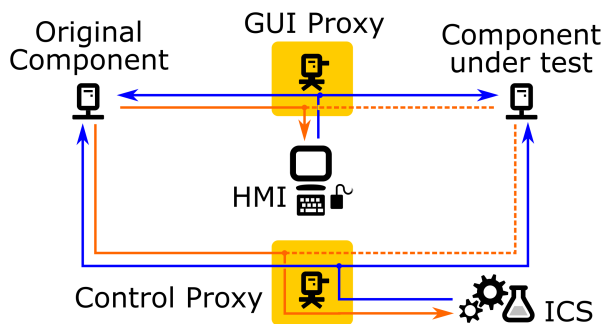 Original
Component
GUI Proxy
Component
under test
HMI
Control Proxy
ICS